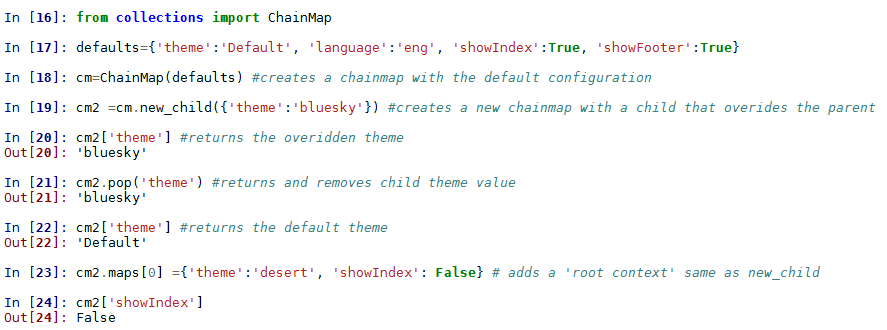 In [16]: from collections import ChainMap
In [17]: defaults={'theme':'Default', 'language':'eng', 'showIndex':True, 'showFooter':True}
In [18]: cm=ChainMap(defaults) #creates a chainmap with the default configuration
In [19]: cm2 =cm.new_child({'theme':'bluesky'}) #creates a new chainmap with a child that overides the parent
In [20]: cm2['theme'] #returns the overidden theme
Out[20]: 'bluesky'
In [21]: cm2.pop('theme') #returns and removes child theme value
Out[21]: 'bluesky'
In [22]: cm2['theme'] #returns the default theme
Out[22]: 'Default'
In [23]: cm2.maps[0] ={'theme':'desert', 'showIndex': False} # adds a 'root context' same as new_child
In [24]: cm2['showIndex']
Out[24]: False